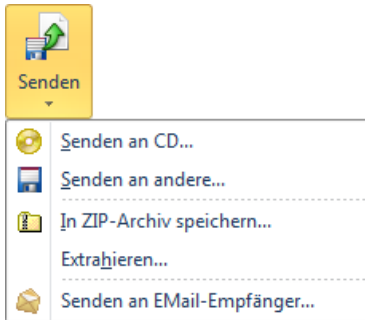 Senden
Senden an CD...
Senden an andere...
In ZIP-Archiv speichern...
Extrahieren...
Senden an EMail-Empfänger...